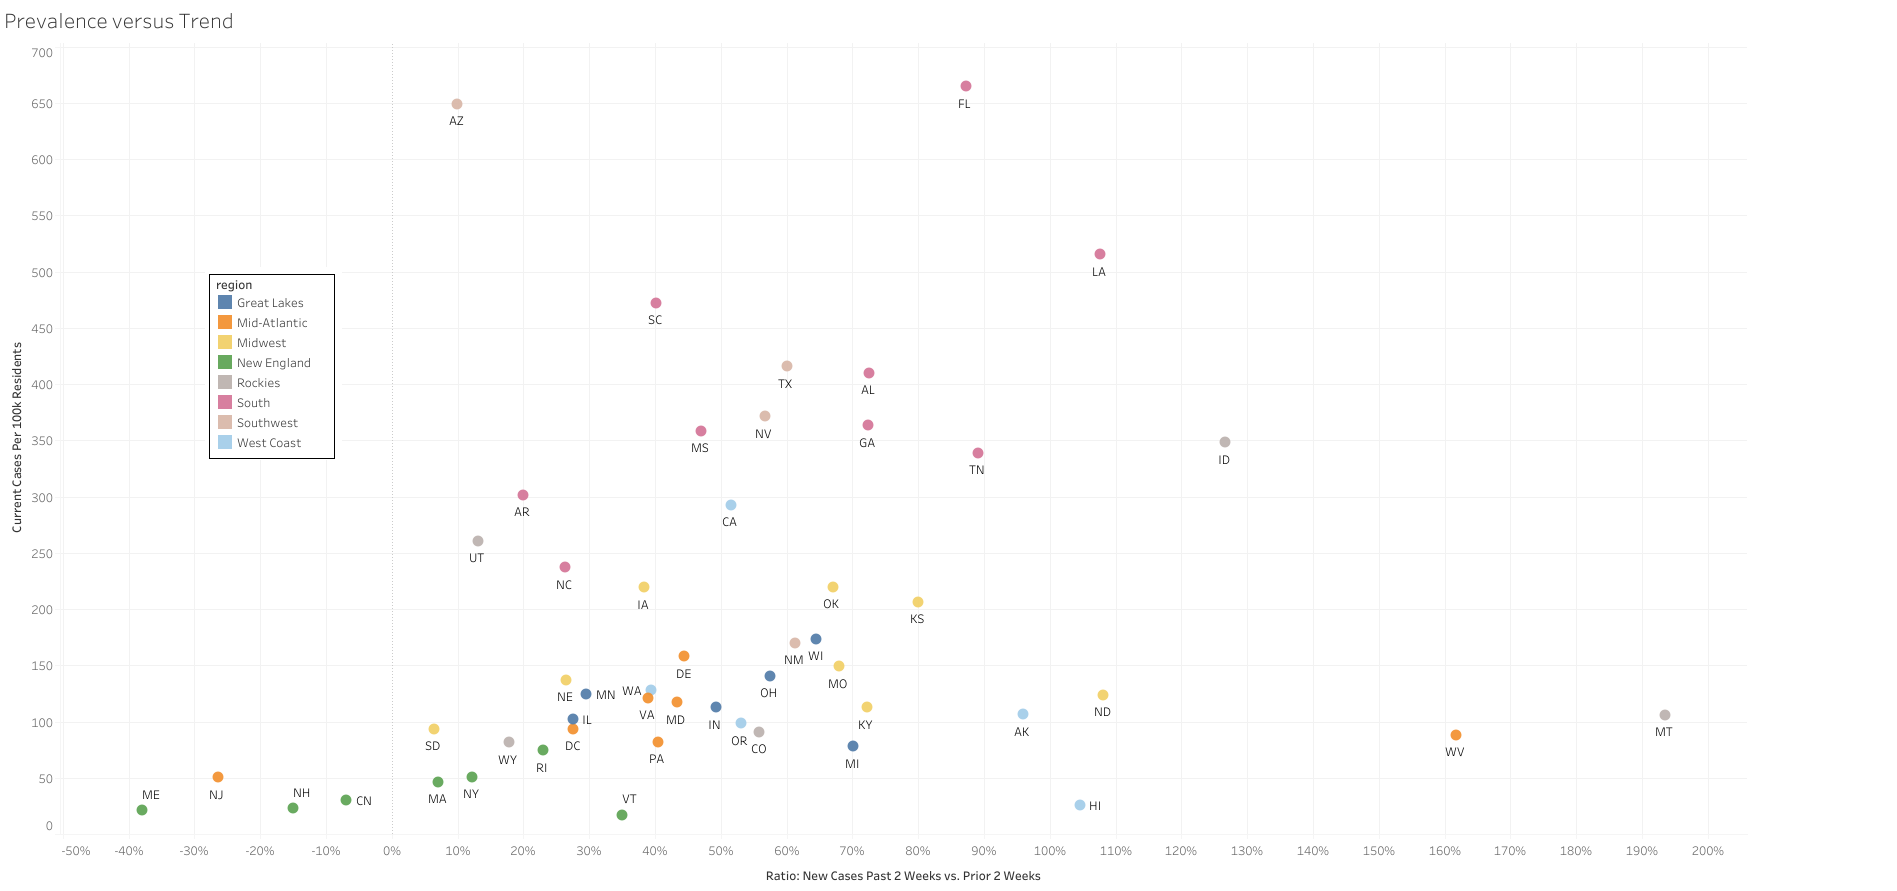 Prevalence versus Trend
700
650
600
550
500
450
400
350
300
250
200
150
100
50
0
Current Cases Per 100k Residents
region
Great Lakes
Mid-Atlantic
Midwest
New England
Rockies
South
Southwest
West Coast
FL
AZ
LA
SC
TX
AL
NV
GA
MS
ID
TN
AR
CA
UT
NC
IA
OK
KS
NM
WI
DE
MO
OH
WA
NE
MN
ND
VA
MD
IL
IN
KY
AK
MT
OR
DC
SD
CO
WV
PA
WY
MI
RI
ME
NJ
NH
CN
MA
NY
VT
HI
-50%
-40%
-30%
-20%
-10%
0%
10%
20%
30%
40%
50%
60%
70%
80%
90%
100%
110%
120%
130%
140%
150%
160%
170%
180%
190%
200%
Ratio: New Cases Past 2 Weeks vs. Prior 2 Weeks